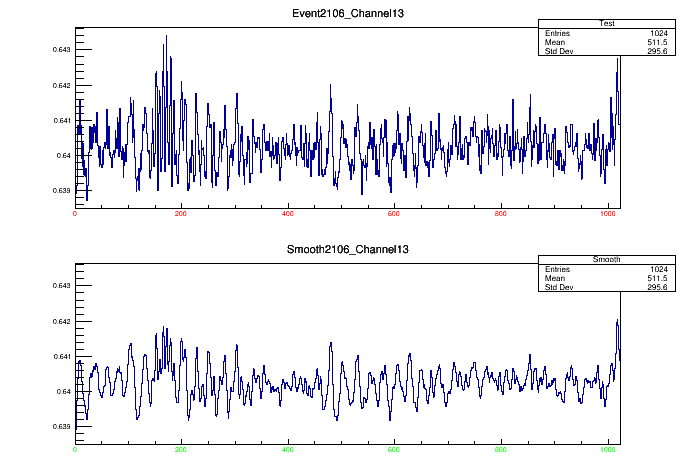 Event2106_Channel13
Test
Entries 1024
Mean 511.5
Std Dev 295.6
0.643
0.642
0.641
0.64
0.639
0 200 400 600 800 1000
Smooth2106_Channel13
Smooth
Entries 1024
Mean 511.5
Std Dev 295.6
0.643
0.642
0.641
0.64
0.639
0 200 400 600 800 1000